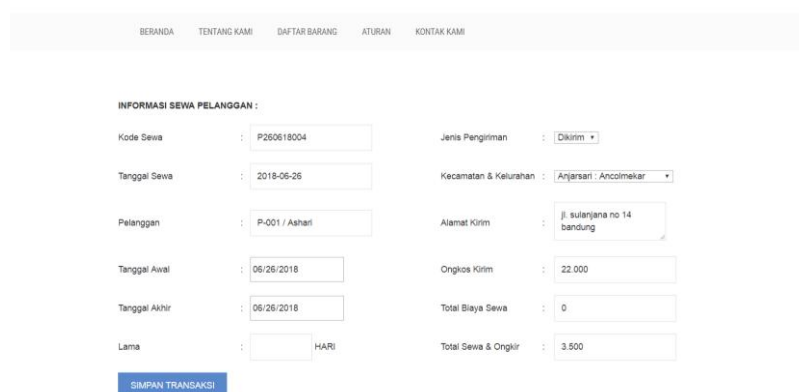 BERANDA TENTANG KAMI DAFTAR BARANG ATURAN KONTAK KAMI
INFORMASI SEWA PELANGGAN :
Kode Sewa : P260618004
Tanggal Sewa : 2018-06-26
Pelanggan : P-001 / Ashari
Tanggal Awal : 06/26/2018
Tanggal Akhir : 06/26/2018
Lama : HARI
SIMPAN TRANSAKSI
Jenis Pengiriman : Dikirim
Kecamatan & Kelurahan : Anjarsari : Ancolmekar
Alamat Kirim : jl. sulanjana no 14
bandung
Ongkos Kirim : 22.000
Total Biaya Sewa : 0
Total Sewa & Ongkir : 3.500